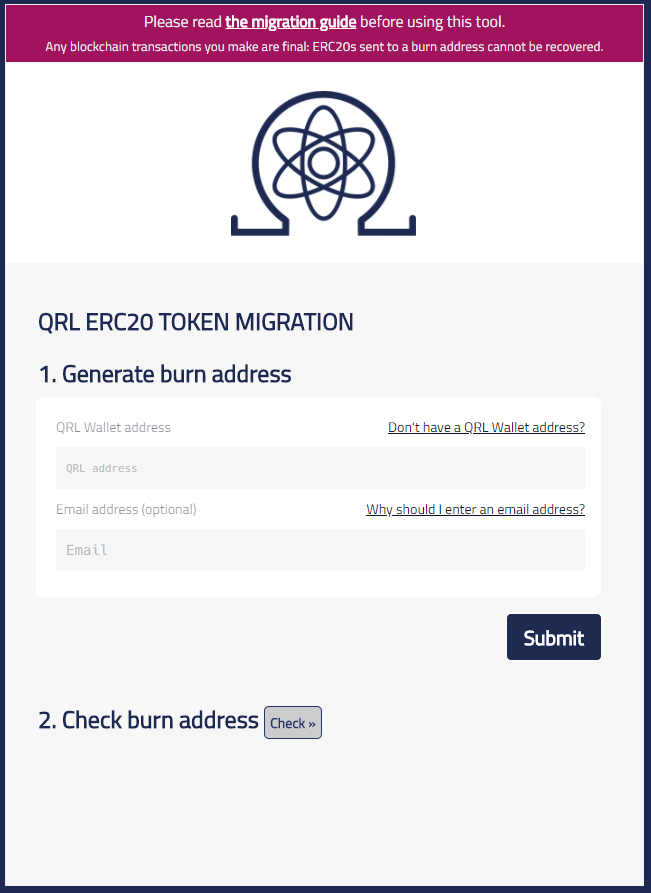 Please read the migration guide before using this tool.
Any blockchain transactions you make are final: ERC20s sent to a burn address cannot be recovered.
QRL ERC20 TOKEN MIGRATION
1. Generate burn address
QRL Wallet address Don't have a QRL Wallet address?
QRL address
Email address (optional) Why should I enter an email address?
Email
Submit
2. Check burn address Check »